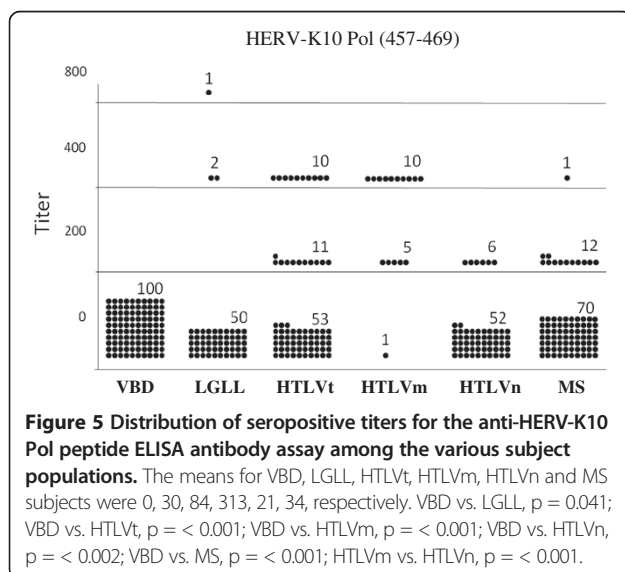 HERV-K10 Pol (457-469)
800
1
400
2 10 10 1
Titer
200
11 5 6 12
0
100 50 53 1 52 70
VBD LGLL HTLVt HTLVm HTLVn MS
Figure 5 Distribution of seropositive titers for the anti-HERV-K10
Pol peptide ELISA antibody assay among the various subject
populations. The means for VBD, LGLL, HTLVt, HTLVm, HTLVn and MS
subjects were 0, 30, 84, 313, 21, 34, respectively. VBD vs. LGLL, p = 0.041;
VBD vs. HTLVt, p = < 0.001; VBD vs. HTLVm, p = < 0.001; VBD vs. HTLVn,
p = < 0.002; VBD vs. MS, p = < 0.001; HTLVm vs. HTLVn, p = < 0.001.